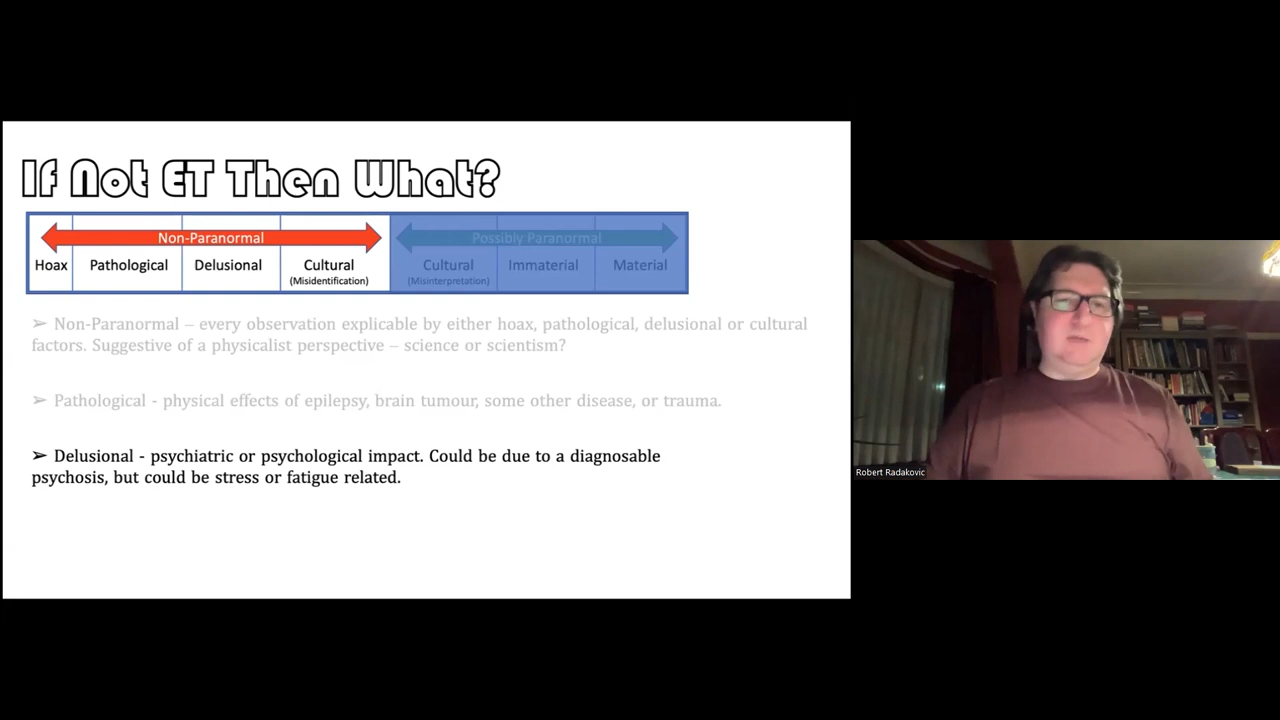 If Not ET Then What?
Non-Paranormal
Possibly Paranormal
Hoax
Pathological
Delusional
Cultural
(Misidentification)
Cultural
(Misinterpretation)
Immaterial
Material
➢ Non-Paranormal – every observation explicable by either hoax, pathological, delusional or cultural
factors. Suggestive of a physicalist perspective – science or scientism?
➢ Pathological - physical effects of epilepsy, brain tumour, some other disease, or trauma.
➢ Delusional - psychiatric or psychological impact. Could be due to a diagnosable
psychosis, but could be stress or fatigue related.
Robert Radakovic